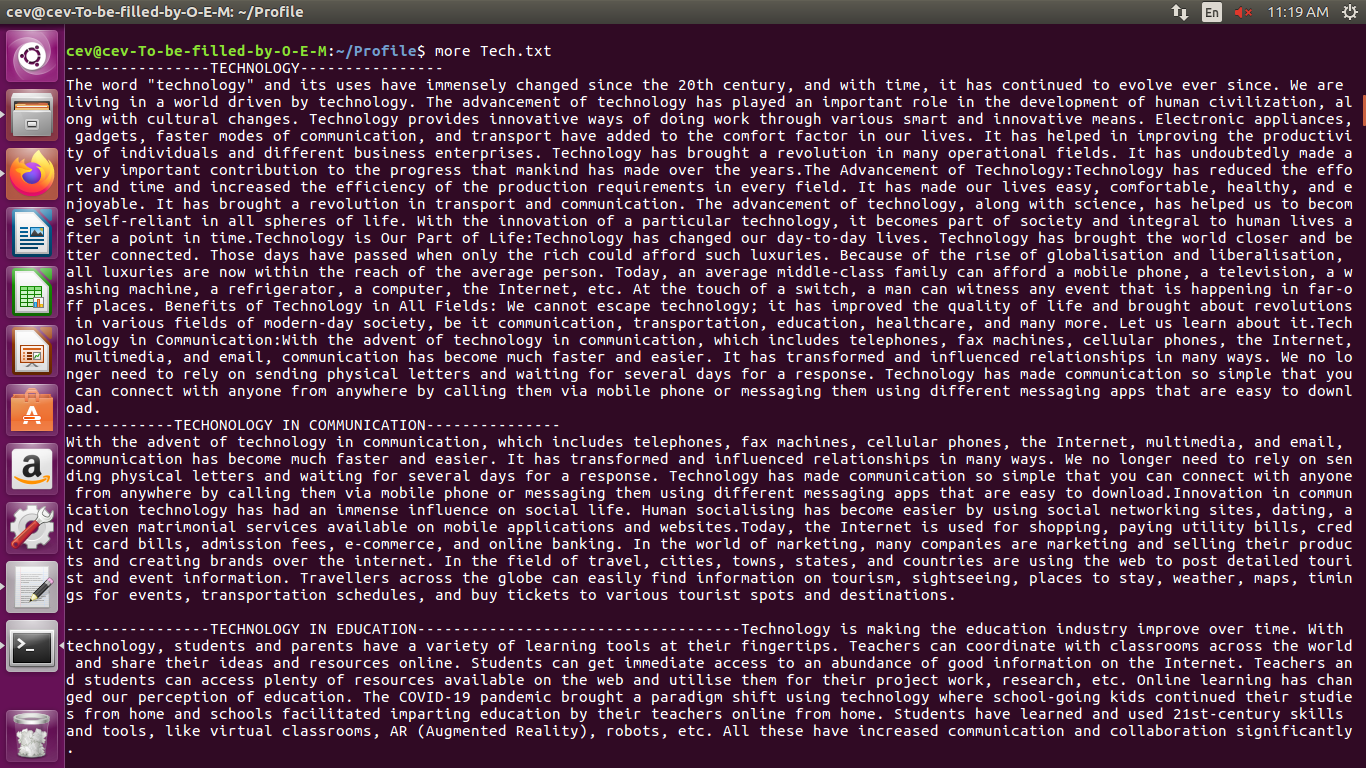 cev@cev-To-be-filled-by-O-E-M: ~/Profile
En
11:19 AM
cev@cev-To-be-filled-by-O-E-M:~/Profile$ more Tech.txt
----------------TECHNOLOGY----------------
The word "technology" and its uses have immensely changed since the 20th century, and with time, it has continued to evolve ever since. We are
living in a world driven by technology. The advancement of technology has played an important role in the development of human civilization, al
ong with cultural changes. Technology provides innovative ways of doing work through various smart and innovative means. Electronic appliances,
 gadgets, faster modes of communication, and transport have added to the comfort factor in our lives. It has helped in improving the productivi
ty of individuals and different business enterprises. Technology has brought a revolution in many operational fields. It has undoubtedly made a
 very important contribution to the progress that mankind has made over the years.The Advancement of Technology:Technology has reduced the effo
rt and time and increased the efficiency of the production requirements in every field. It has made our lives easy, comfortable, healthy, and e
njoyable. It has brought a revolution in transport and communication. The advancement of technology, along with science, has helped us to becom
e self-reliant in all spheres of life. With the innovation of a particular technology, it becomes part of society and integral to human lives a
fter a point in time.Technology is Our Part of Life:Technology has changed our day-to-day lives. Technology has brought the world closer and be
tter connected. Those days have passed when only the rich could afford such luxuries. Because of the rise of globalisation and liberalisation,
all luxuries are now within the reach of the average person. Today, an average middle-class family can afford a mobile phone, a television, a w
ashing machine, a refrigerator, a computer, the Internet, etc. At the touch of a switch, a man can witness any event that is happening in far-o
ff places. Benefits of Technology in All Fields: We cannot escape technology; it has improved the quality of life and brought about revolutions
 in various fields of modern-day society, be it communication, transportation, education, healthcare, and many more. Let us learn about it.Tech
nology in Communication:With the advent of technology in communication, which includes telephones, fax machines, cellular phones, the Internet,
 multimedia, and email, communication has become much faster and easier. It has transformed and influenced relationships in many ways. We no lo
nger need to rely on sending physical letters and waiting for several days for a response. Technology has made communication so simple that you
 can connect with anyone from anywhere by calling them via mobile phone or messaging them using different messaging apps that are easy to downl
oad.
------------TECHONOLOGY IN COMMUNICATION---------------
With the advent of technology in communication, which includes telephones, fax machines, cellular phones, the Internet, multimedia, and email,
communication has become much faster and easier. It has transformed and influenced relationships in many ways. We no longer need to rely on sen
ding physical letters and waiting for several days for a response. Technology has made communication so simple that you can connect with anyone
 from anywhere by calling them via mobile phone or messaging them using different messaging apps that are easy to download.Innovation in commun
ication technology has had an immense influence on social life. Human socialising has become easier by using social networking sites, dating, a
nd even matrimonial services available on mobile applications and websites.Today, the Internet is used for shopping, paying utility bills, cred
it card bills, admission fees, e-commerce, and online banking. In the world of marketing, many companies are marketing and selling their produc
ts and creating brands over the internet. In the field of travel, cities, towns, states, and countries are using the web to post detailed touri
st and event information. Travellers across the globe can easily find information on tourism, sightseeing, places to stay, weather, maps, timin
gs for events, transportation schedules, and buy tickets to various tourist spots and destinations.
----------------TECHNOLOGY IN EDUCATION------------------------------------Technology is making the education industry improve over time. With
technology, students and parents have a variety of learning tools at their fingertips. Teachers can coordinate with classrooms across the world
 and share their ideas and resources online. Students can get immediate access to an abundance of good information on the Internet. Teachers an
d students can access plenty of resources available on the web and utilise them for their project work, research, etc. Online learning has chan
ged our perception of education. The COVID-19 pandemic brought a paradigm shift using technology where school-going kids continued their studie
s from home and schools facilitated imparting education by their teachers online from home. Students have learned and used 21st-century skills
and tools, like virtual classrooms, AR (Augmented Reality), robots, etc. All these have increased communication and collaboration significantly
.